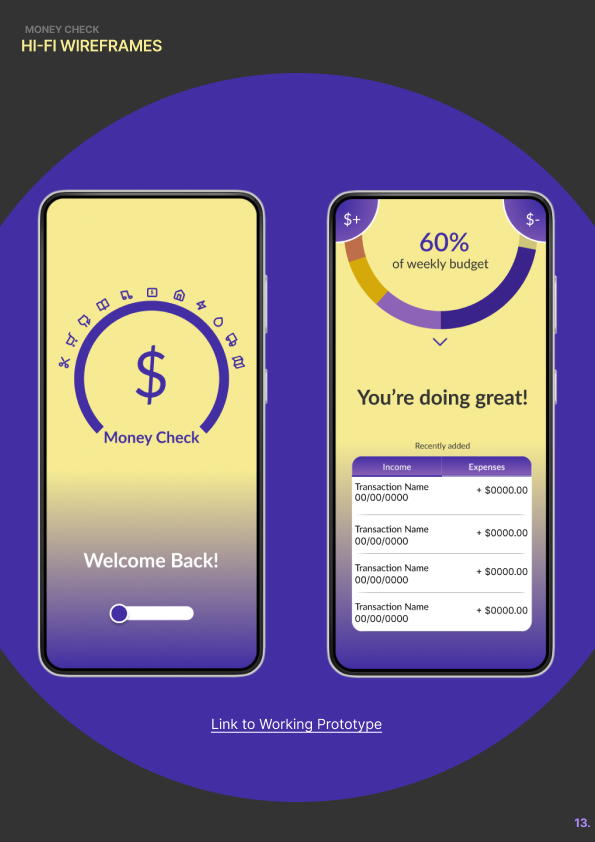 MONEY CHECK
HI-FI WIREFRAMES
$
Money Check
Welcome Back!
$+
$-
60%
of weekly budget
You're doing great!
Recently added
Income Expenses
Transaction Name + $0000.00
00/00/0000
Transaction Name + $0000.00
00/00/0000
Transaction Name + $0000.00
00/00/0000
Transaction Name + $0000.00
00/00/0000
Link to Working Prototype
13.